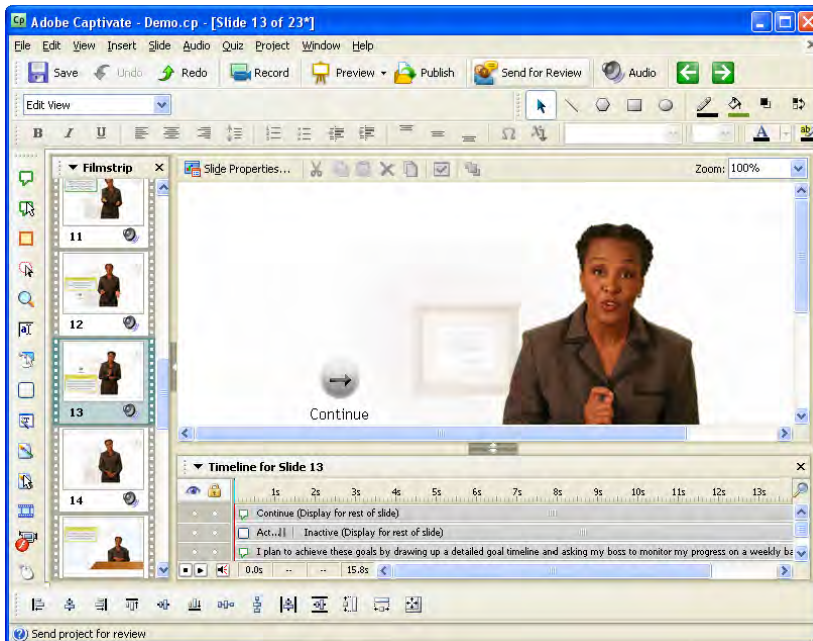 Cp Adobe Captivate - Demo.cp - [Slide 13 of 23*]
File Edit View Insert Slide Audio Quiz Project Window Help
Save Undo Redo Record Preview Publish Send for Review Audio
Edit View
B I U Ω A
Filmstrip Slide Properties... Zoom: 100%
11
12
13
14
Continue
Timeline for Slide 13
1s 2s 3s 4s 5s 6s 7s 8s 9s 10s 11s 12s 13s
Continue (Display for rest of slide)
Act... Inactive (Display for rest of slide)
I plan to achieve these goals by drawing up a detailed goal timeline and asking my boss to monitor my progress on a weekly ba
0.0s -- -- 15.8s
Send project for review